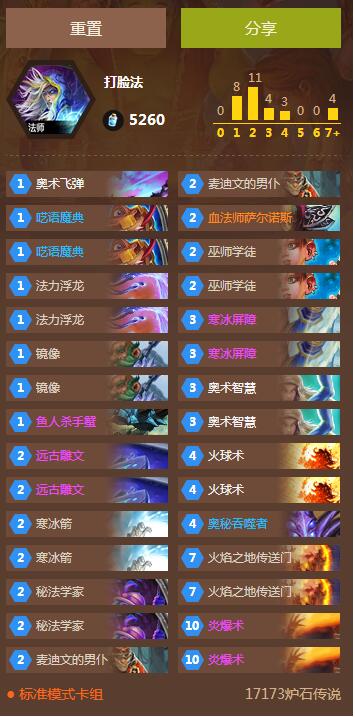 重置
分享
打脸法
5260
法师
0 8 11 4 3 0 0 4
0 1 2 3 4 5 6 7+
1 奥术飞弹
1 呓语魔典
1 呓语魔典
1 法力浮龙
1 法力浮龙
1 镜像
1 镜像
1 鱼人杀手蟹
2 远古雕文
2 远古雕文
2 寒冰箭
2 寒冰箭
2 秘法学家
2 秘法学家
2 麦迪文的男仆
2 麦迪文的男仆
2 血法师萨尔诺斯
2 巫师学徒
2 巫师学徒
3 寒冰屏障
3 寒冰屏障
3 奥术智慧
3 奥术智慧
4 火球术
4 火球术
4 奥秘吞噬者
7 火焰之地传送门
7 火焰之地传送门
10 炎爆术
10 炎爆术
标准模式卡组
17173炉石传说